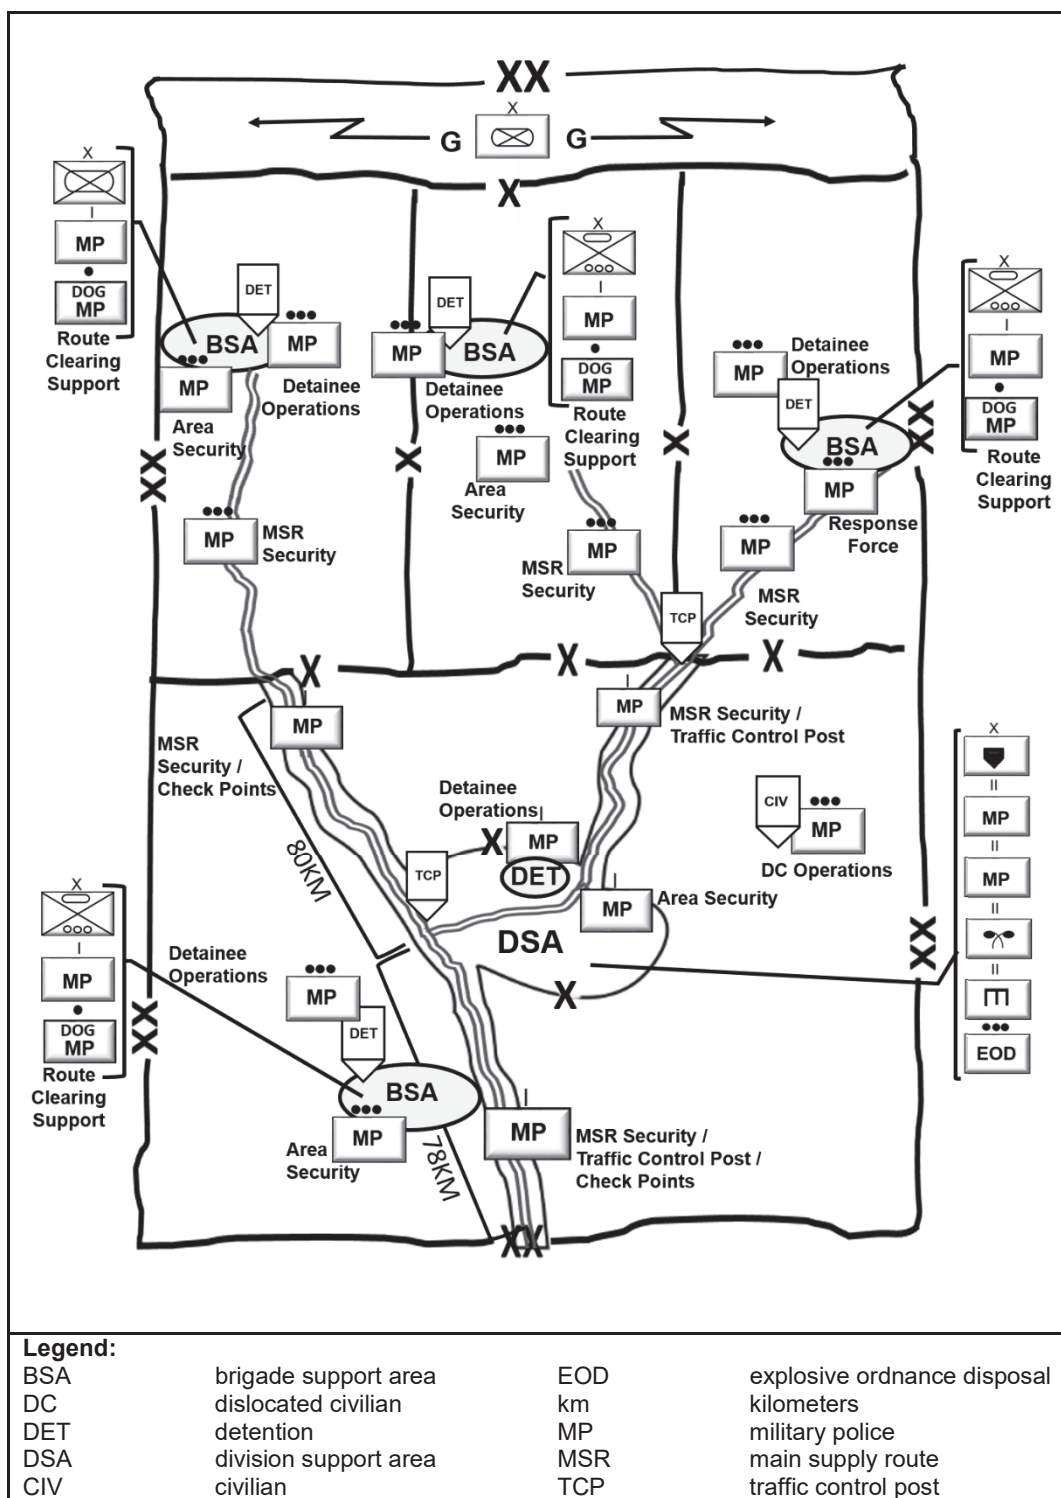 XX
X
G G
X
X
MP
DOG
MP
Route
Clearing
Support
DET
MP
BSA
MP
Detainee
Operations
Area
Security
XX
MP
MSR
Security
DET
MP
BSA
Detainee
Operations
MP
Area
Security
X
X
MP
DOG
MP
Route
Clearing
Support
MP
MSR
Security
X
MP
Detainee
Operations
DET
BSA
MP
Response
Force
MP
MSR
Security
XX
X
MP
DOG
MP
Route
Clearing
Support
TCP
X
X
X
MP
MSR
Security /
Check Points
MP
MSR Security /
Traffic Control Post
80KM
Detainee
Operations
X
MP
DET
TCP
CIV
MP
DC Operations
MP
Area Security
DSA
X
XX
X
II
MP
II
MP
II
II
EOD
X
MP
DOG
MP
Route
Clearing
Support
XX
Detainee
Operations
MP
DET
BSA
MP
Area
Security
78KM
MP
MSR Security /
Traffic Control Post /
Check Points
XX
Legend:
BSA brigade support area EOD explosive ordnance disposal
DC dislocated civilian km kilometers
DET detention MP military police
DSA division support area MSR main supply route
CIV civilian TCP traffic control post